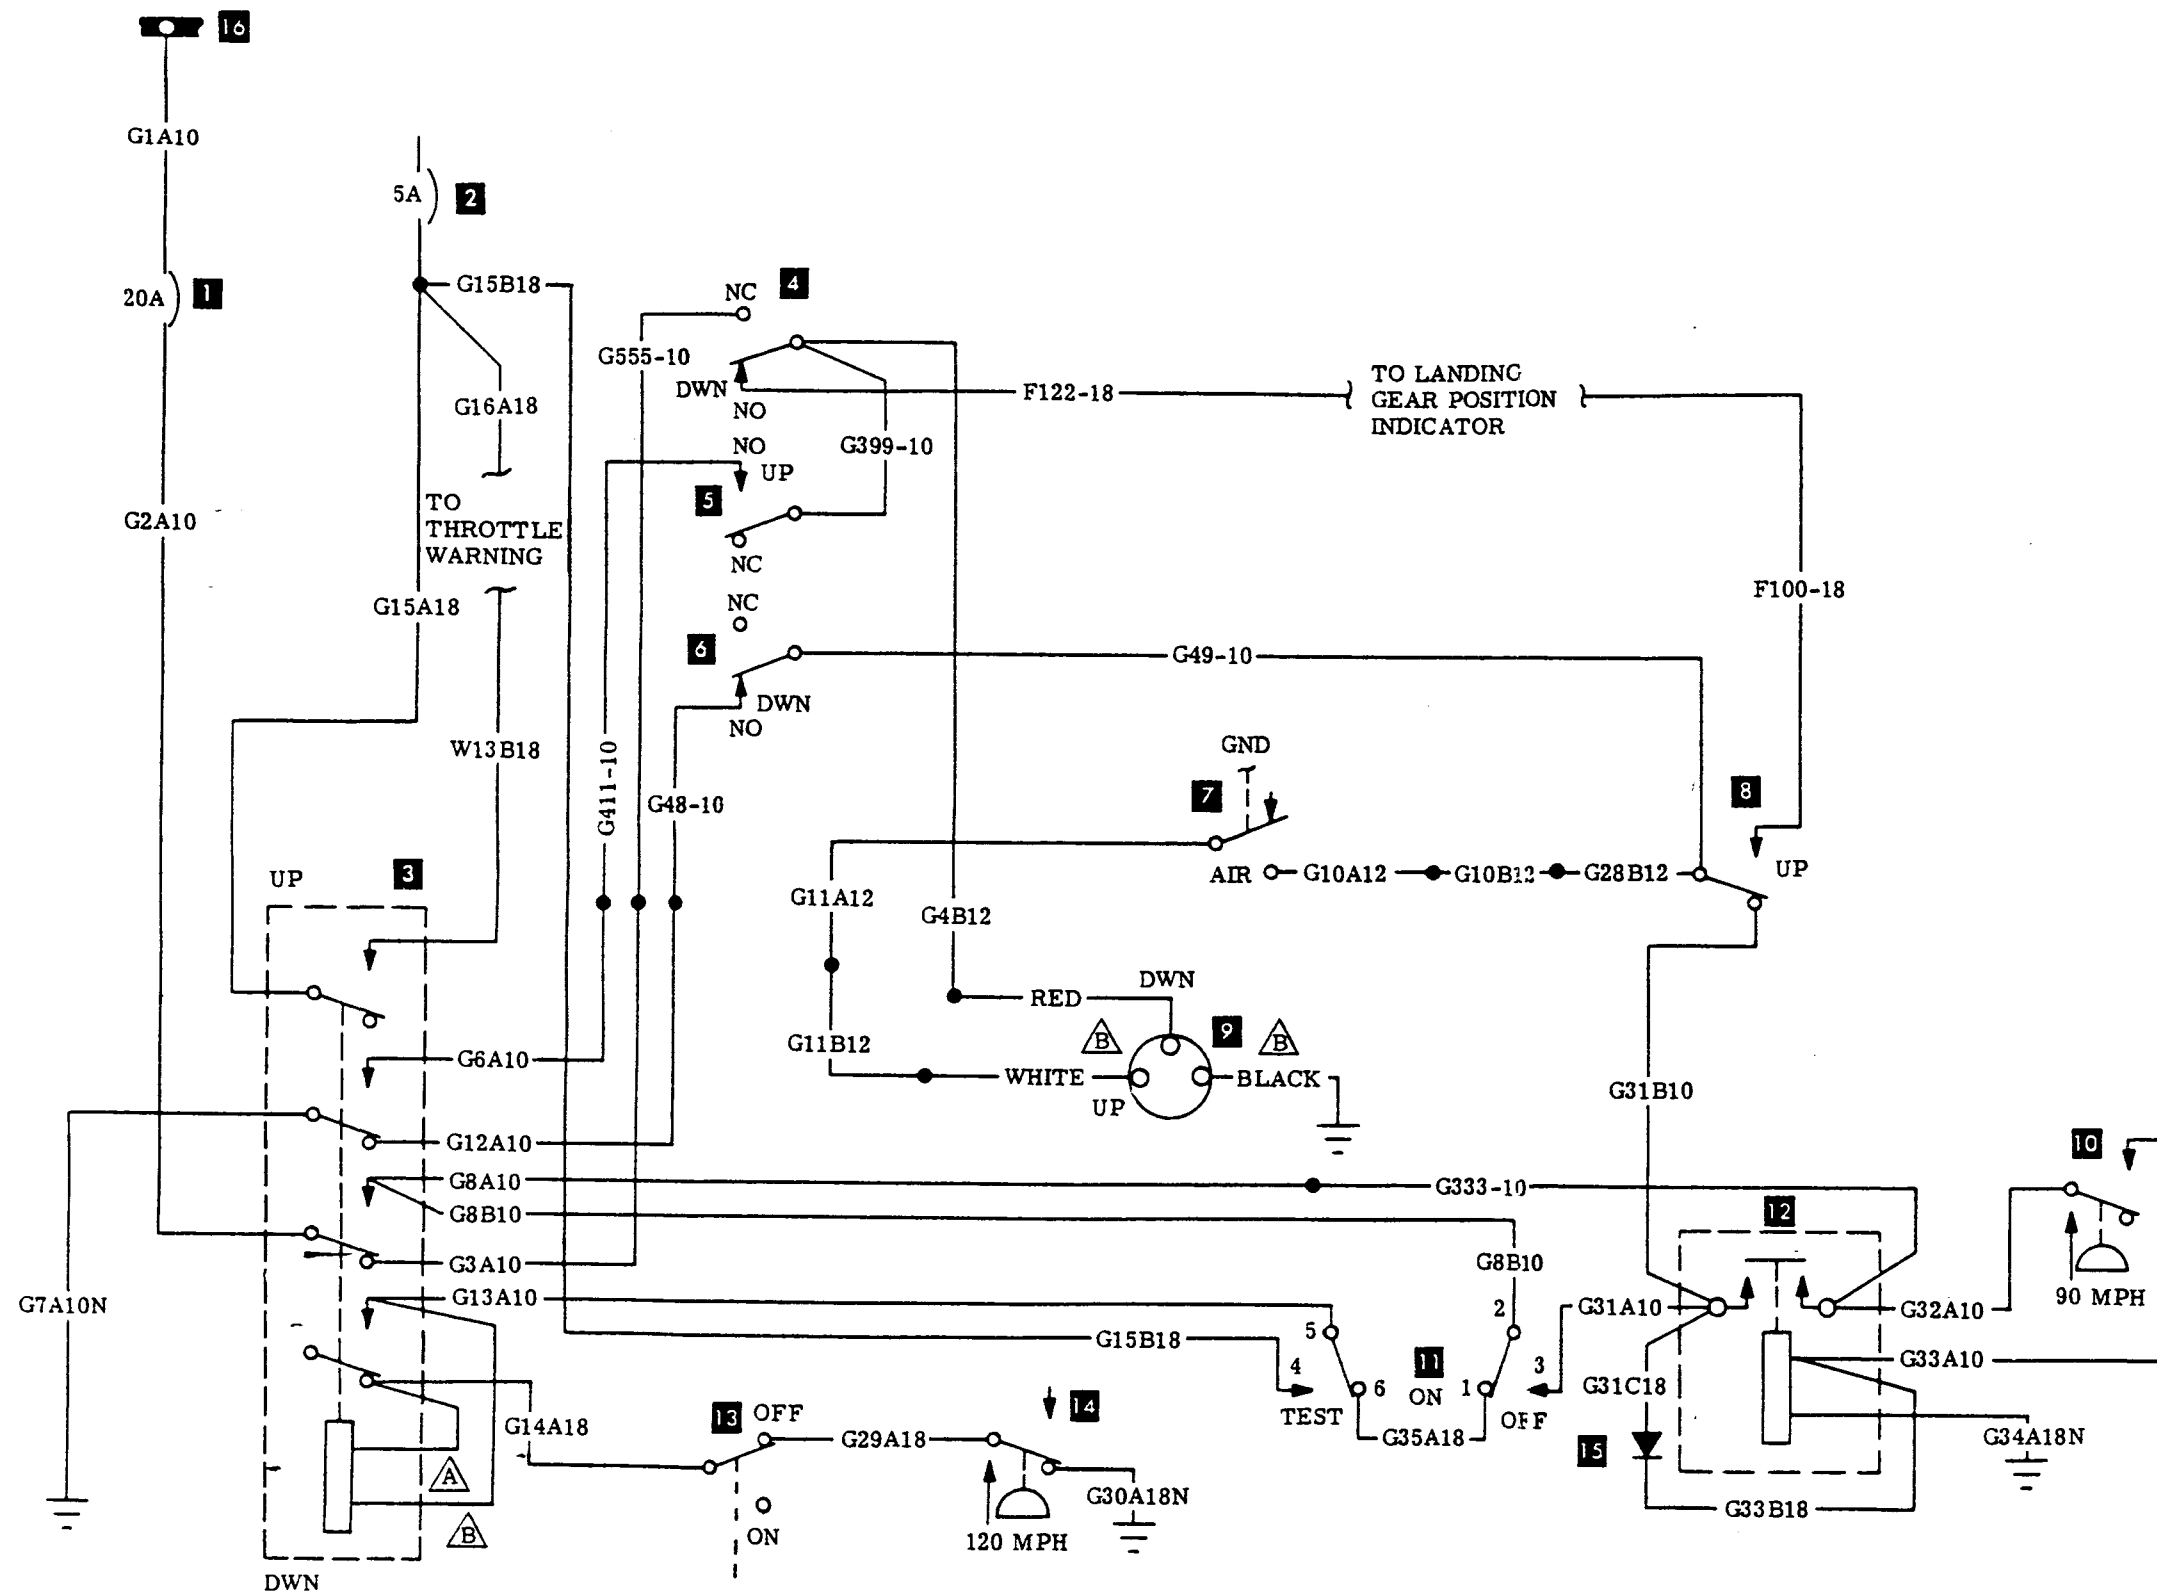 16
G1A10
5A
2
20A
1
G15B18
NC
4
G555-10
DWN
NO
F122-18
TO LANDING
GEAR POSITION
INDICATOR
G16A18
NO
UP
G399-10
5
NC
TO
THROTTLE
WARNING
G2A10
G15A18
F100-18
NC
6
G49-10
DWN
NO
W13B18
G411-10
G48-10
GND
7
8
UP
AIR
G10A12
G10B12
G28B12
UP
3
G11A12
G4B12
RED
DWN
G11B12
B
9
B
WHITE
BLACK
UP
G6A10
G31B10
G12A10
10
G8A10
G333-10
G8B10
12
G3A10
G8B10
90 MPH
G7A10N
G13A10
2
G31A10
G32A10
5
G15B18
4
11
3
G33A10
6
ON
1
TEST
OFF
G31C18
G14A18
13
OFF
14
G29A18
G35A18
G34A18N
15
A
G30A18N
G33B18
B
ON
120 MPH
DWN